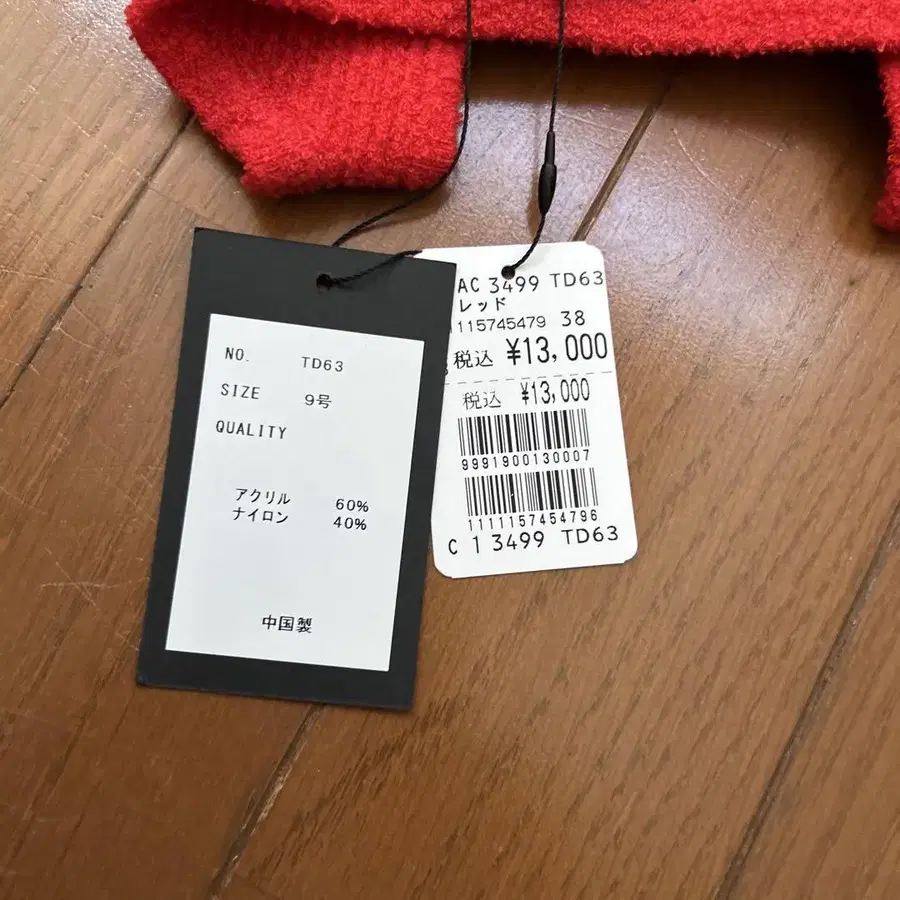 NO. TD63
SIZE 9号
QUALITY
アクリル 60%
ナイロン 40%
中国製
AC 3499 TD63
レッド
1115745479 38
税込 ¥13,000
税込 ¥13,000
9991900130007
1111157454796
C 1 3499 TD63